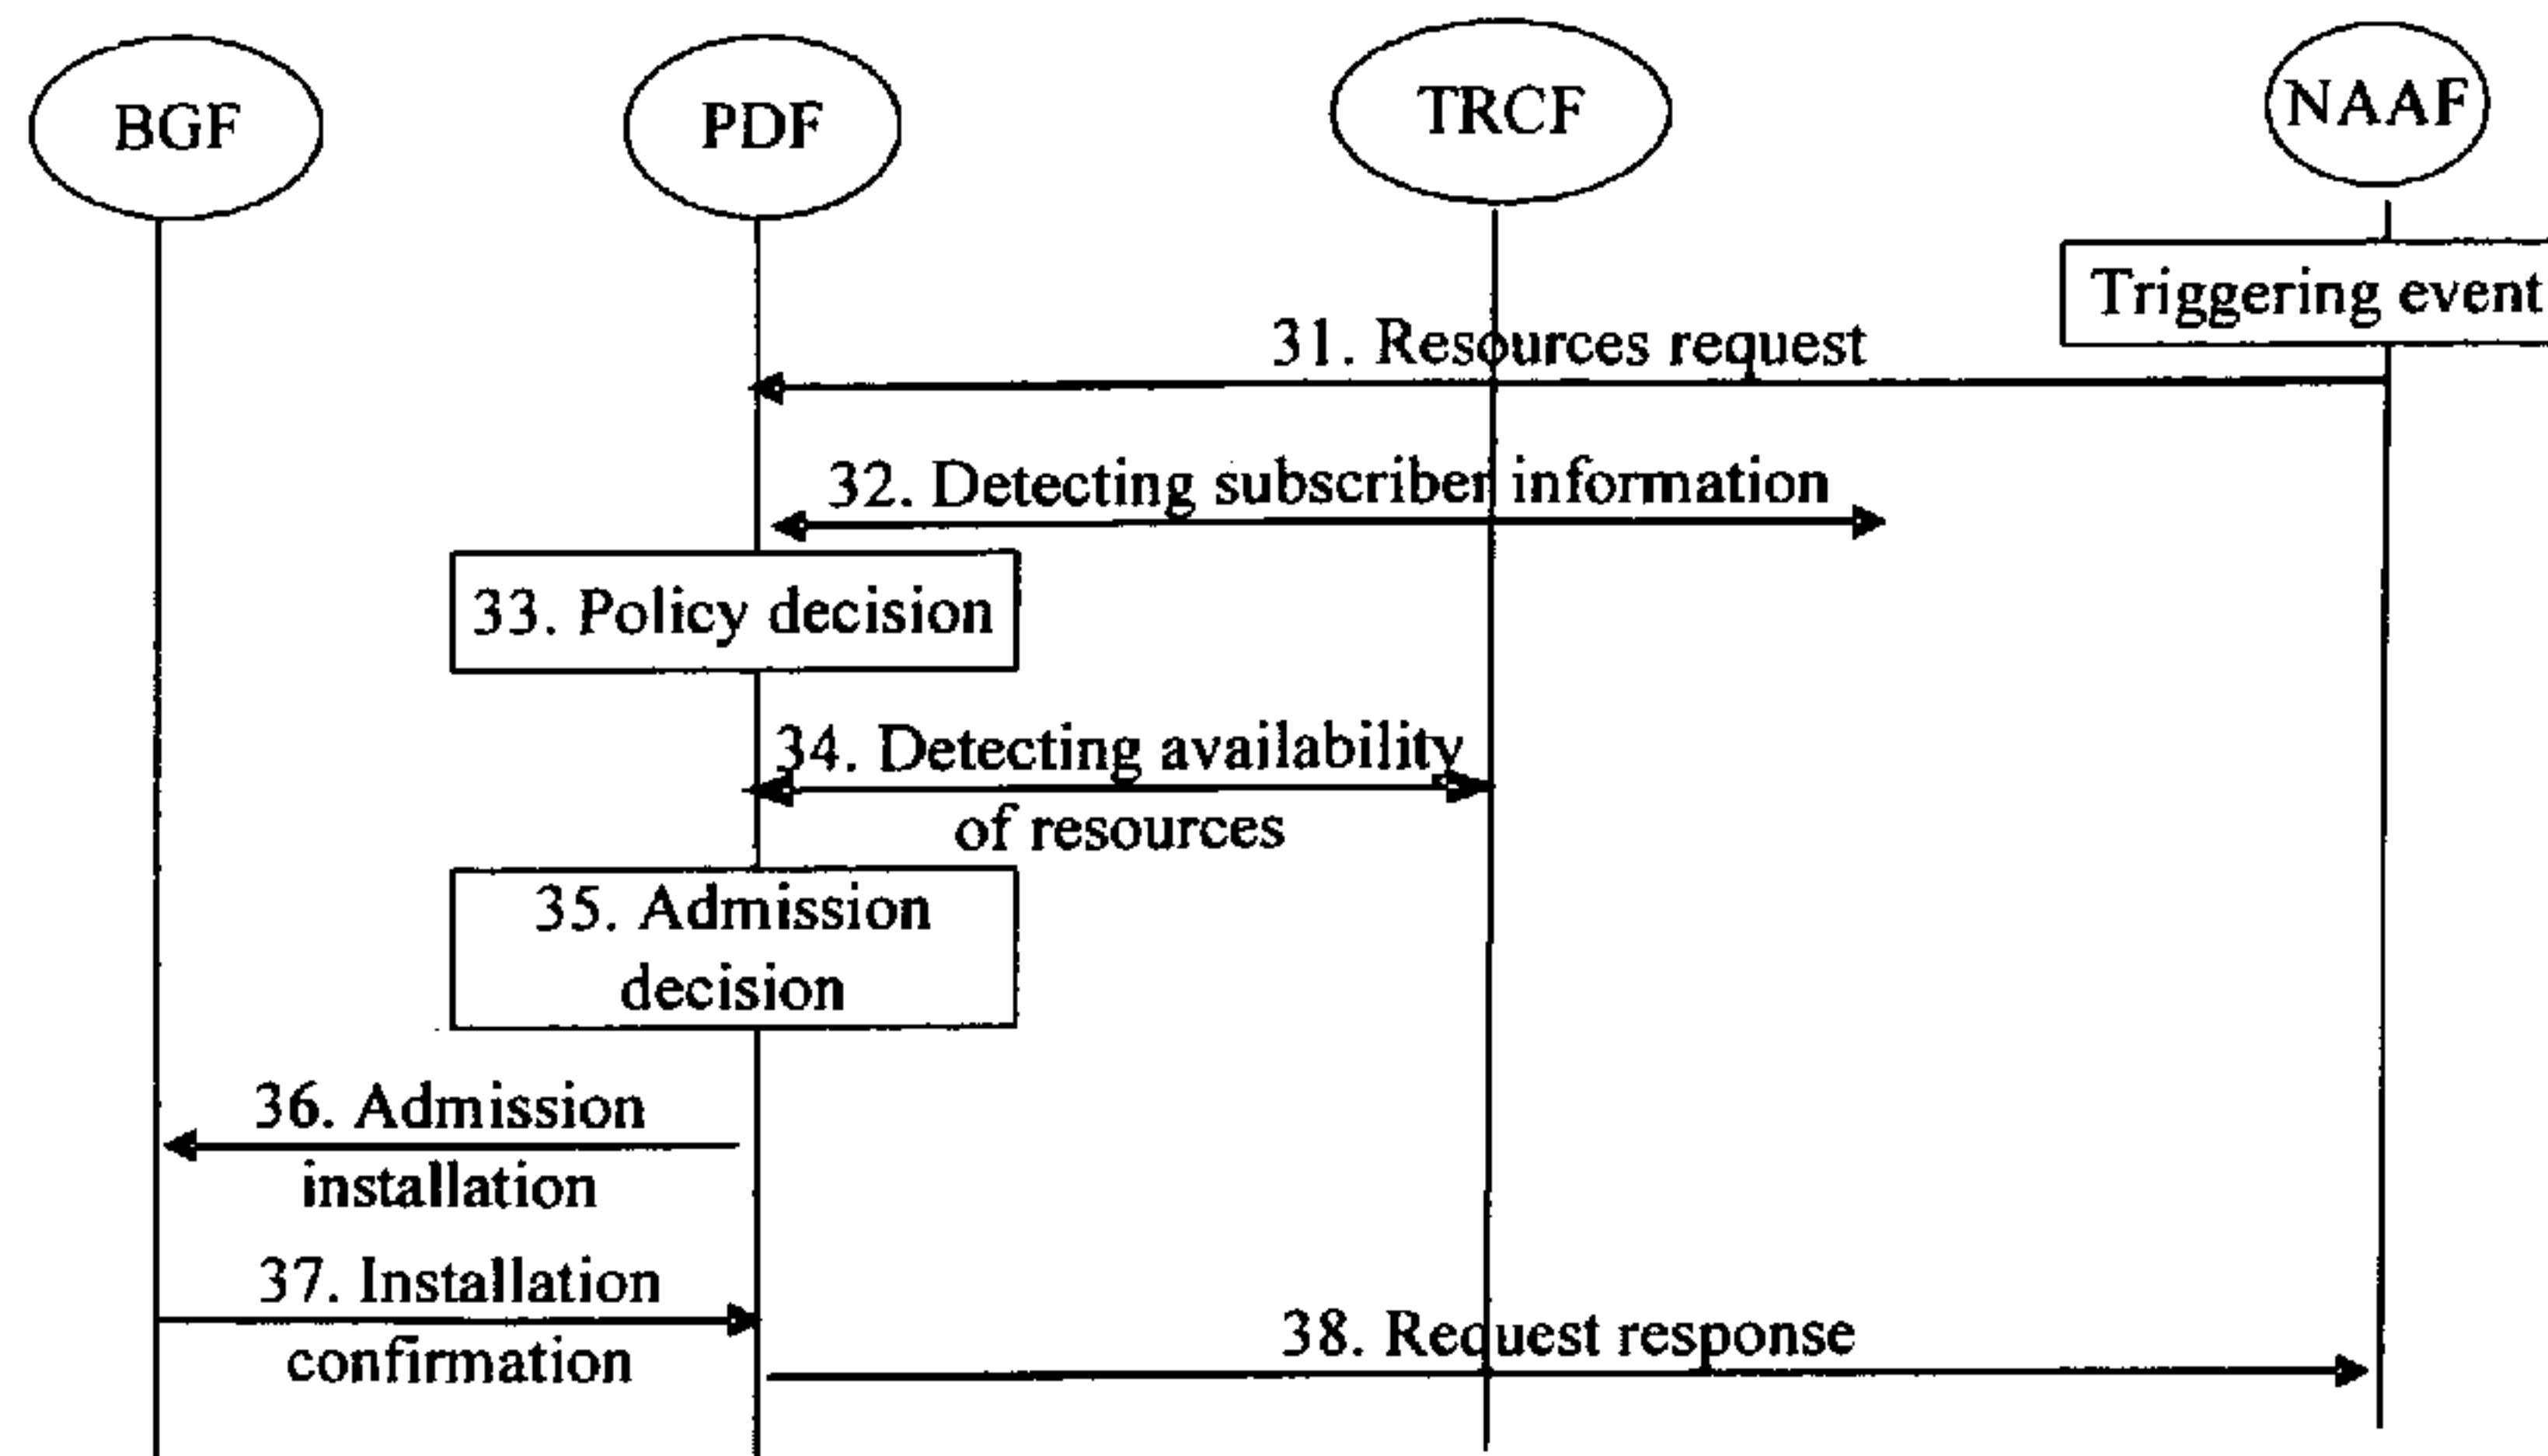 BGF
PDF
TRCF
NAAF
Triggering event
31. Resources request
32. Detecting subscriber information
33. Policy decision
34. Detecting availability
of resources
35. Admission
decision
36. Admission
installation
37. Installation
confirmation
38. Request response